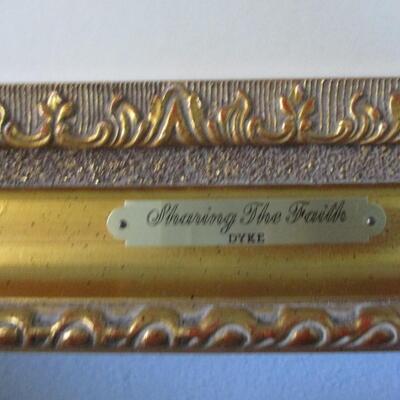 Sharing The Faith
DYKE